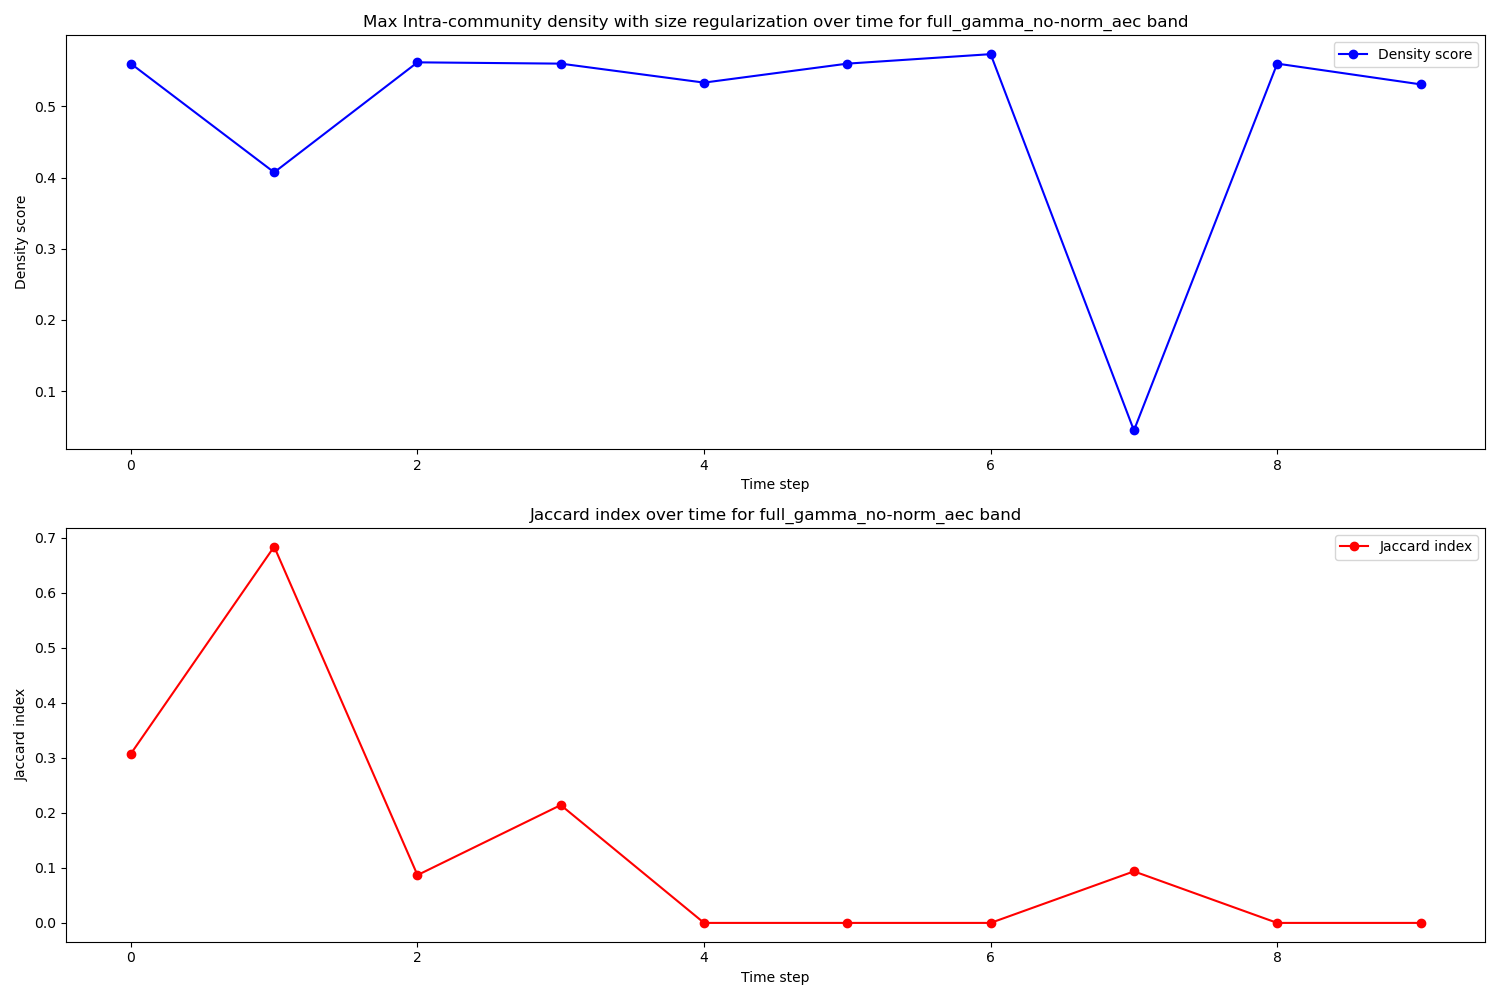 Max Intra-community density with size regularization over time for full_gamma_no-norm_aec band
Density score
0.5
0.4
0.3
0.2
0.1
Density score
0 2 4 6 8
Time step
Jaccard index over time for full_gamma_no-norm_aec band
Jaccard index
0.7
0.6
0.5
0.4
0.3
0.2
0.1
0.0
Jaccard index
0 2 4 6 8
Time step